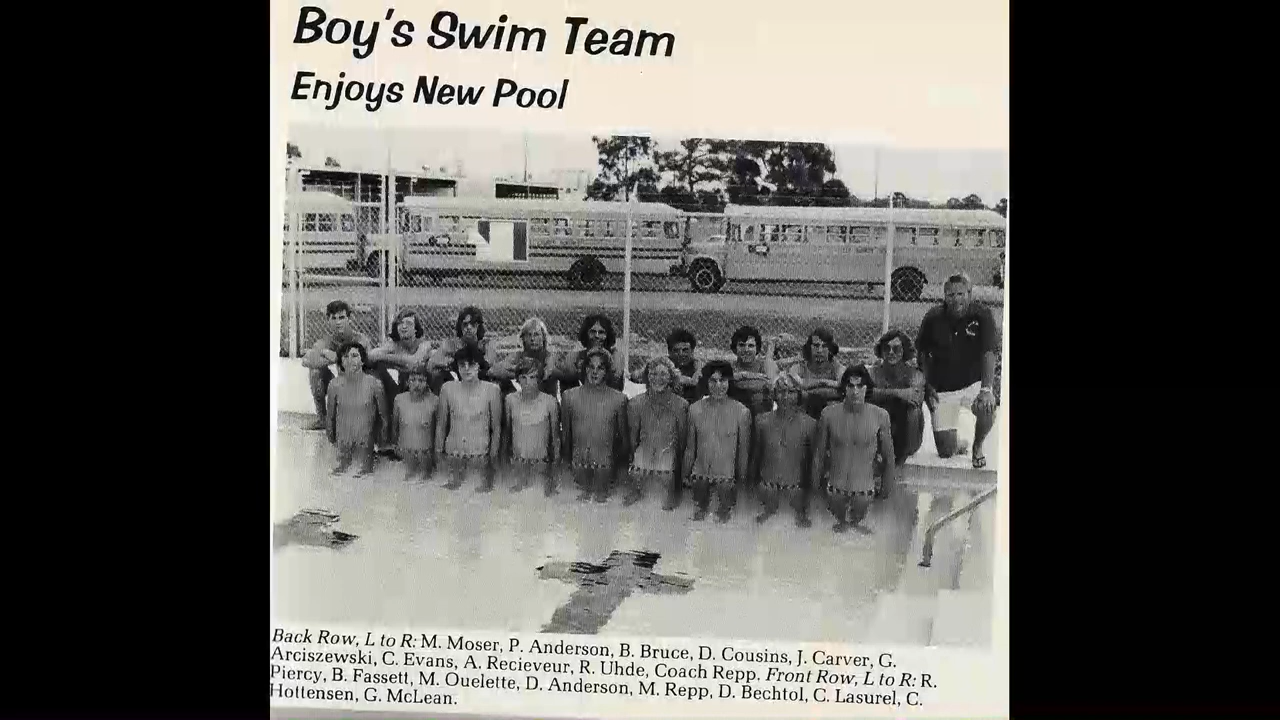 Boy's Swim Team
Enjoys New Pool
Back Row, L to R: M. Moser, P. Anderson, B. Bruce, D. Cousins, J. Carver, G.
Arciszewski, C. Evans, A. Recieveur, R. Uhde, Coach Repp. Front Row, L to R: R.
Piercy, B. Fassett, M. Ouelette, D. Anderson, M. Repp, D. Bechtol, C. Lasurel, C.
Hottensen, G. McLean.